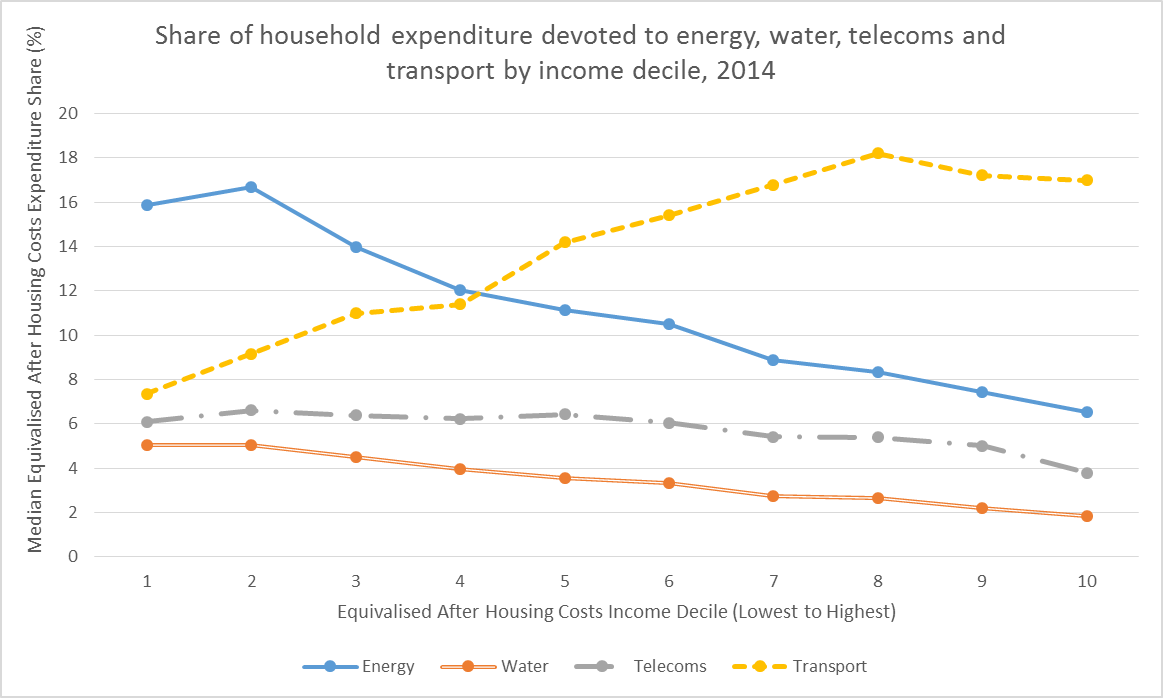 Share of household expenditure devoted to energy, water, telecoms and
transport by income decile, 2014
Median Equivalised After Housing Costs Expenditure Share (%)
20
18
16
14
12
10
8
6
4
2
0
1 2 3 4 5 6 7 8 9 10
Equivalised After Housing Costs Income Decile (Lowest to Highest)
Energy Water Telecoms Transport